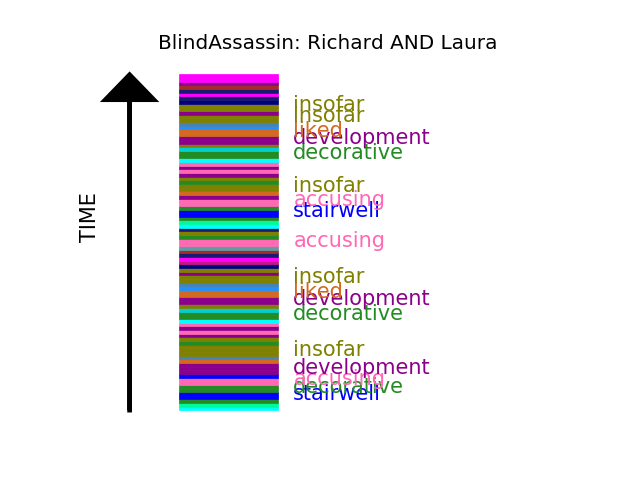 BlindAssassin: Richard AND Laura
TIME
insofar
insofar
liked
development
decorative
insofar
accusing
stairwell
accusing
insofar
liked
development
decorative
insofar
development
accusing
decorative
stairwell